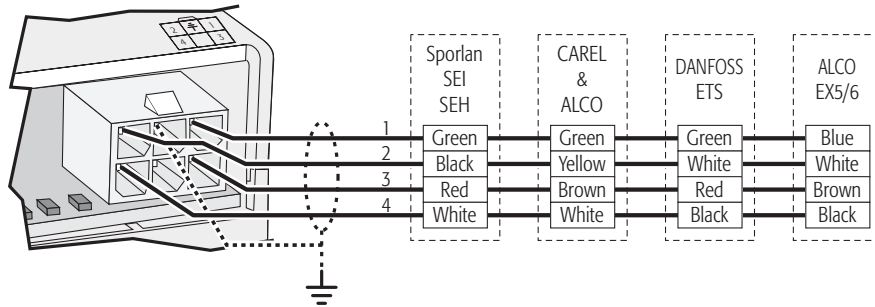 2 1
4 3
Sporlan
SEI
SEH
CAREL
&
ALCO
DANFOSS
ETS
ALCO
EX5/6
1 Green Green Green Blue
2 Black Yellow White White
3 Red Brown Red Brown
4 White White Black Black